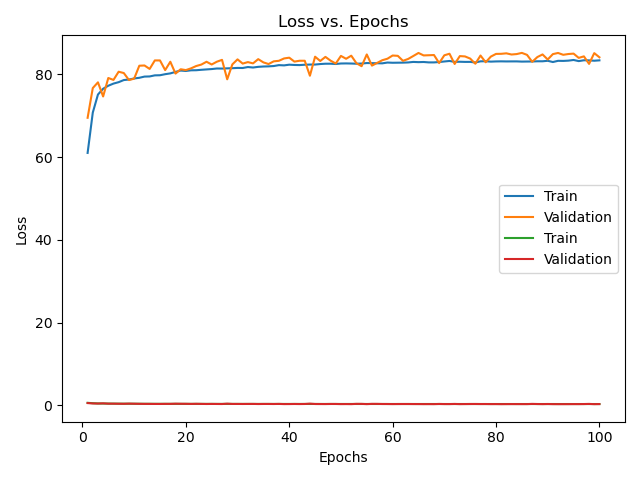 Loss vs. Epochs
Loss
80
60
40
20
0
Train
Validation
Train
Validation
0 20 40 60 80 100
Epochs